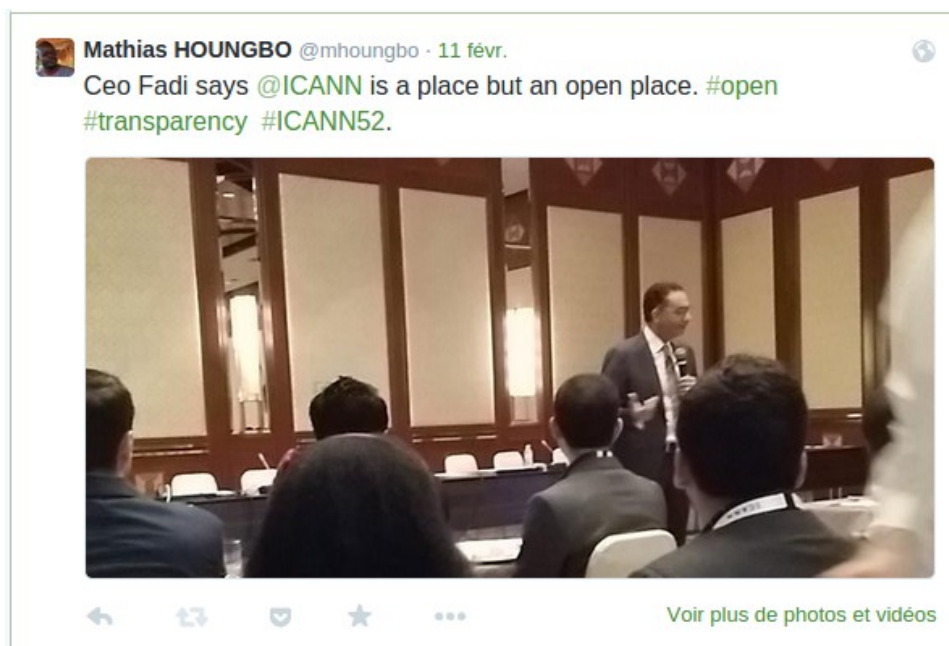 Mathias HOUNGBO @mhoungbo · 11 févr.
Ceo Fadi says @ICANN is a place but an open place. #open
#transparency #ICANN52.
Voir plus de photos et vidéos